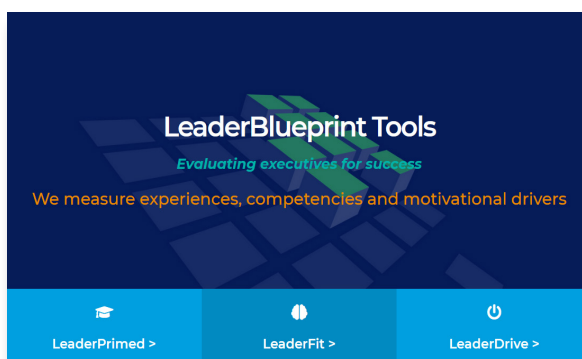 LeaderBlueprint Tools
Evaluating executives for success
We measure experiences, competencies and motivational drivers
LeaderPrimed >
LeaderFit >
LeaderDrive >